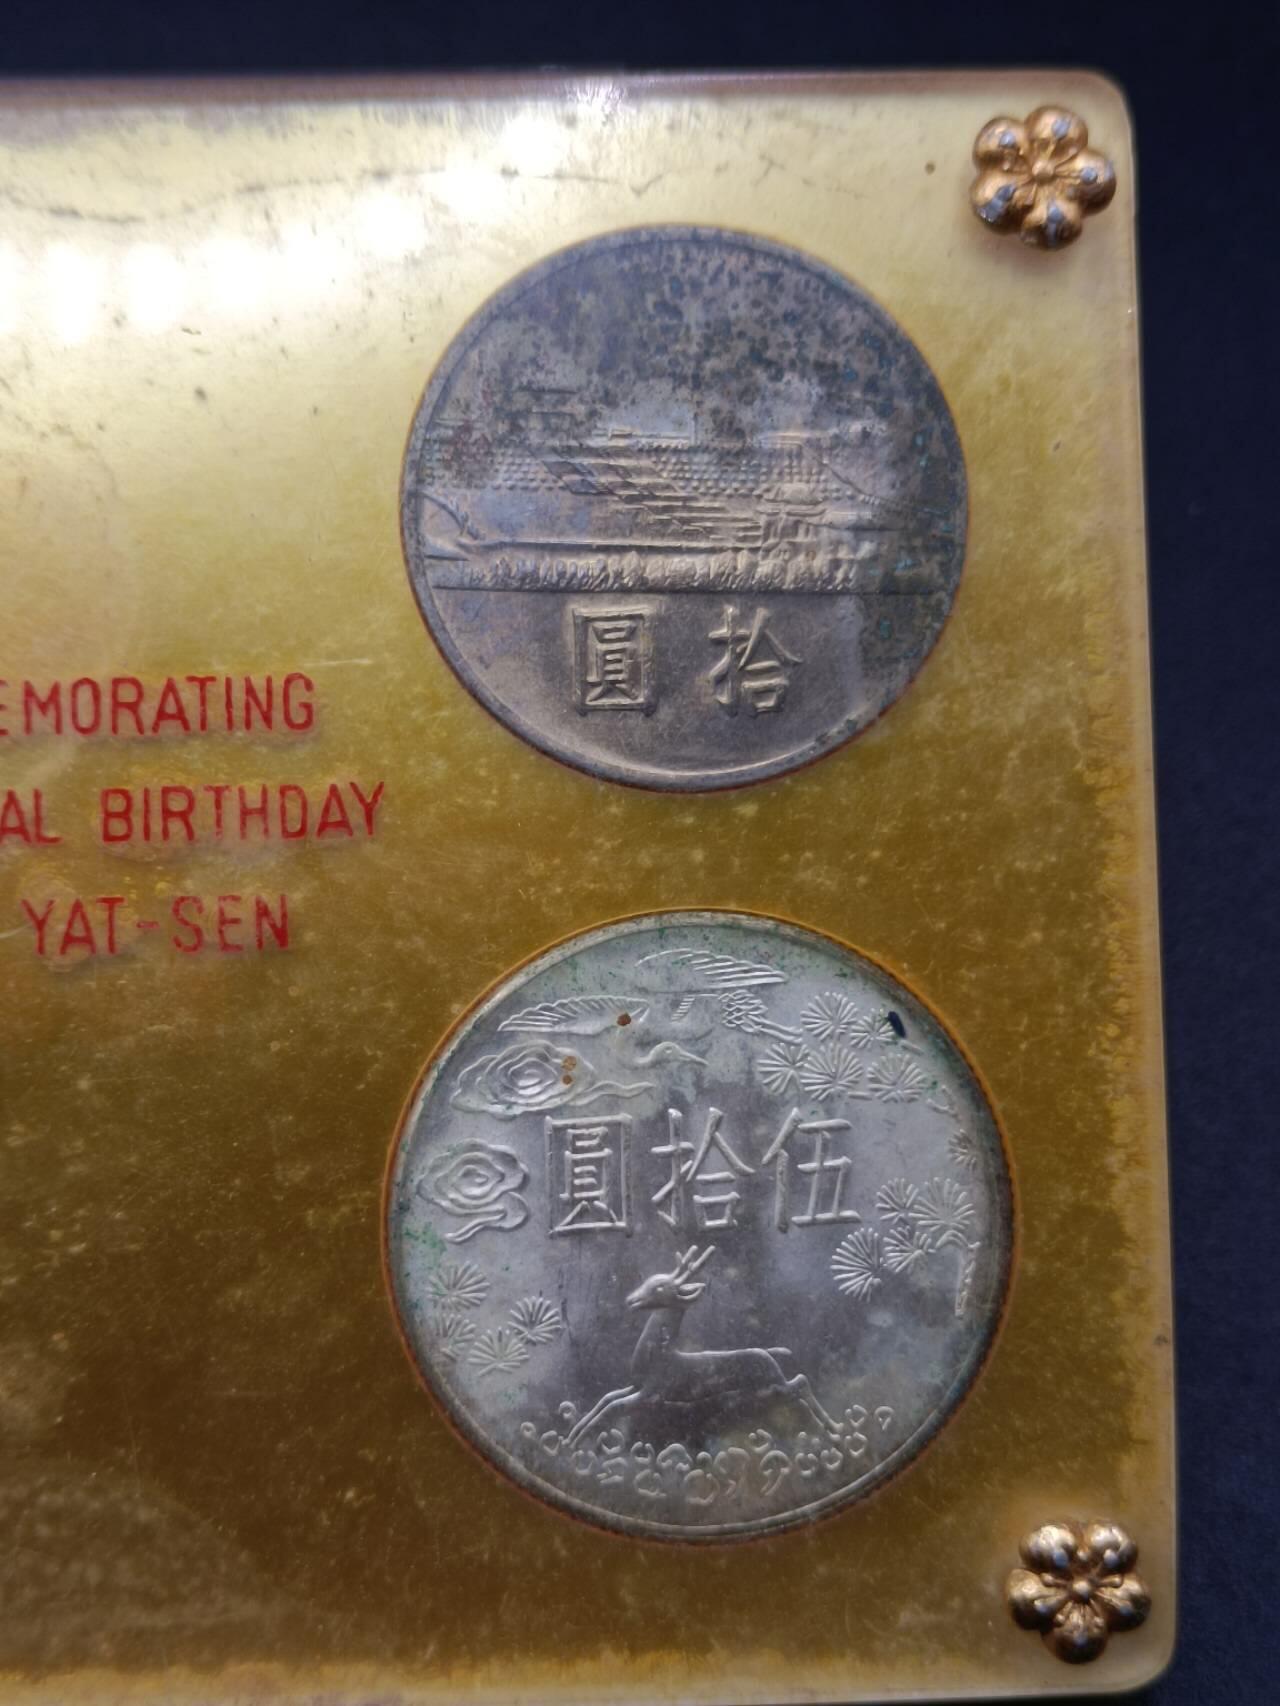 圓 拾
EMORATING
AL BIRTHDAY
YAT-SEN
圓拾伍